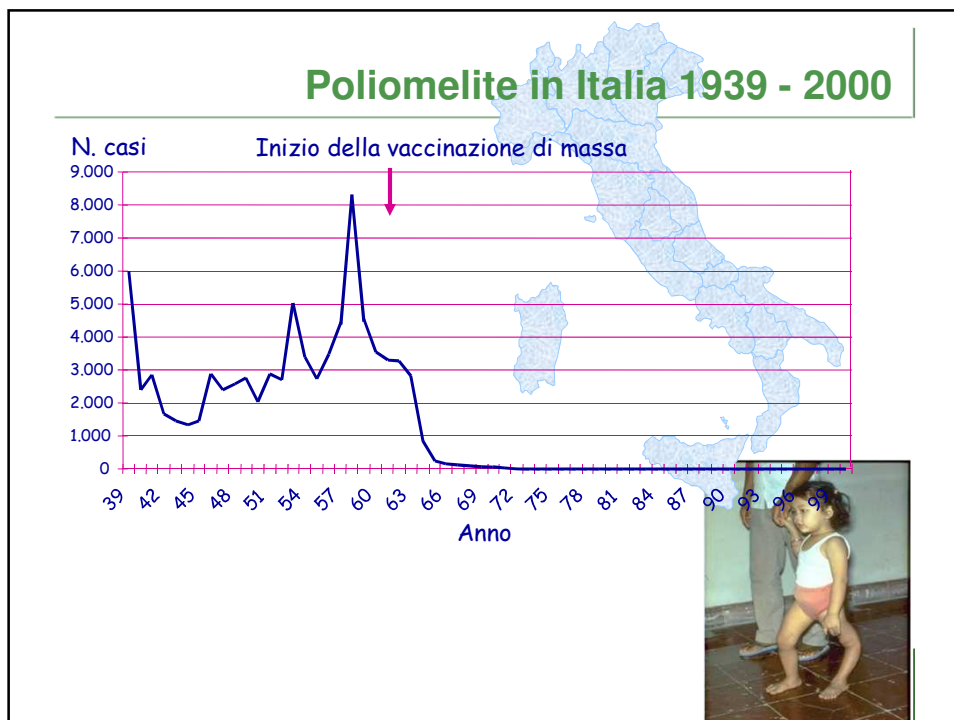 Poliomelite in Italia 1939 - 2000
N. casi
Inizio della vaccinazione di massa
9.000
8.000
7.000
6.000
5.000
4.000
3.000
2.000
1.000
0
39 42 45 48 51 54 57 60 63 66 69 72 75 78 81 84 87 90 93 96 99
Anno